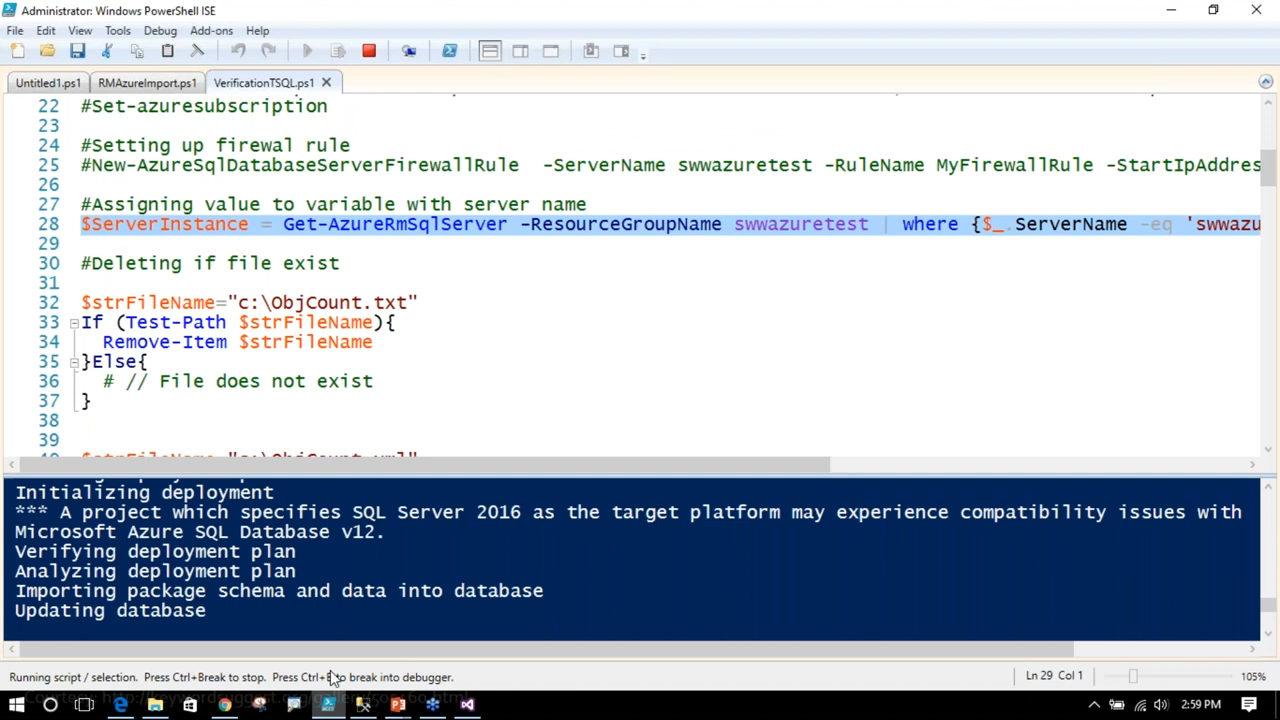 Administrator: Windows PowerShell ISE
File Edit View Tools Debug Add-ons Help
Untitled1.ps1 RMAzureImport.ps1 VerificationTSQL.ps1
22 #Set-azuresubscription
23
24 #Setting up firewal rule
25 #New-AzureSqlDatabaseServerFirewallRule -ServerName swwazuretest -RuleName MyFirewallRule -StartIpAddres
26
27 #Assigning value to variable with server name
28 $ServerInstance = Get-AzureRmSqlServer -ResourceGroupName swwazuretest | where {$_.ServerName -eq 'swwazu
29
30 #Deleting if file exist
31
32 $strFileName="c:\ObjCount.txt"
33 If (Test-Path $strFileName){
34 Remove-Item $strFileName
35 }Else{
36 # // File does not exist
37 }
38
39
$strFileName="c:\ObjCount.xml"
Initializing deployment
*** A project which specifies SQL Server 2016 as the target platform may experience compatibility issues with
Microsoft Azure SQL Database v12.
Verifying deployment plan
Analyzing deployment plan
Importing package schema and data into database
Updating database
Running script / selection. Press Ctrl+Break to stop. Press Ctrl+B to break into debugger.
Ln 29 Col 1
105%
2:59 PM